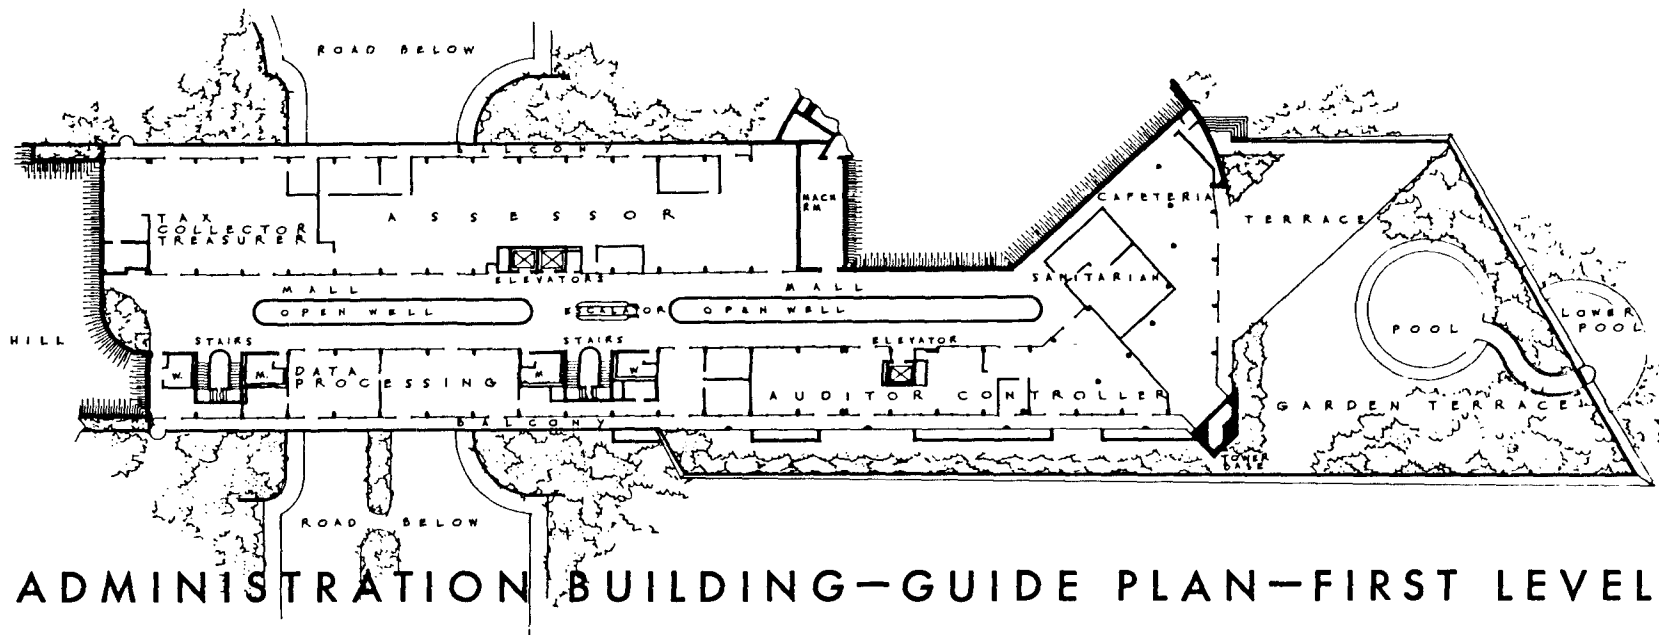 ROAD BELOW
BALCONY
MACH
RM
CAFETERIA
TAX
COLLECTOR
TREASURER
ASSESSOR
TERRACE
ELEVATORS
SANITARIAN
MALL
MALL
OPEN WELL
ESCALATOR
OPEN WELL
LOWER
POOL
POOL
HILL
STAIRS
STAIRS
ELEVATOR
W.
M.
DATA
PROCESSING
M
W
AUDITOR CONTROLLER
GARDEN TERRACE
BALCONY
TOWER
BASE
ROAD BELOW
ADMINISTRATION BUILDING—GUIDE PLAN—FIRST LEVEL